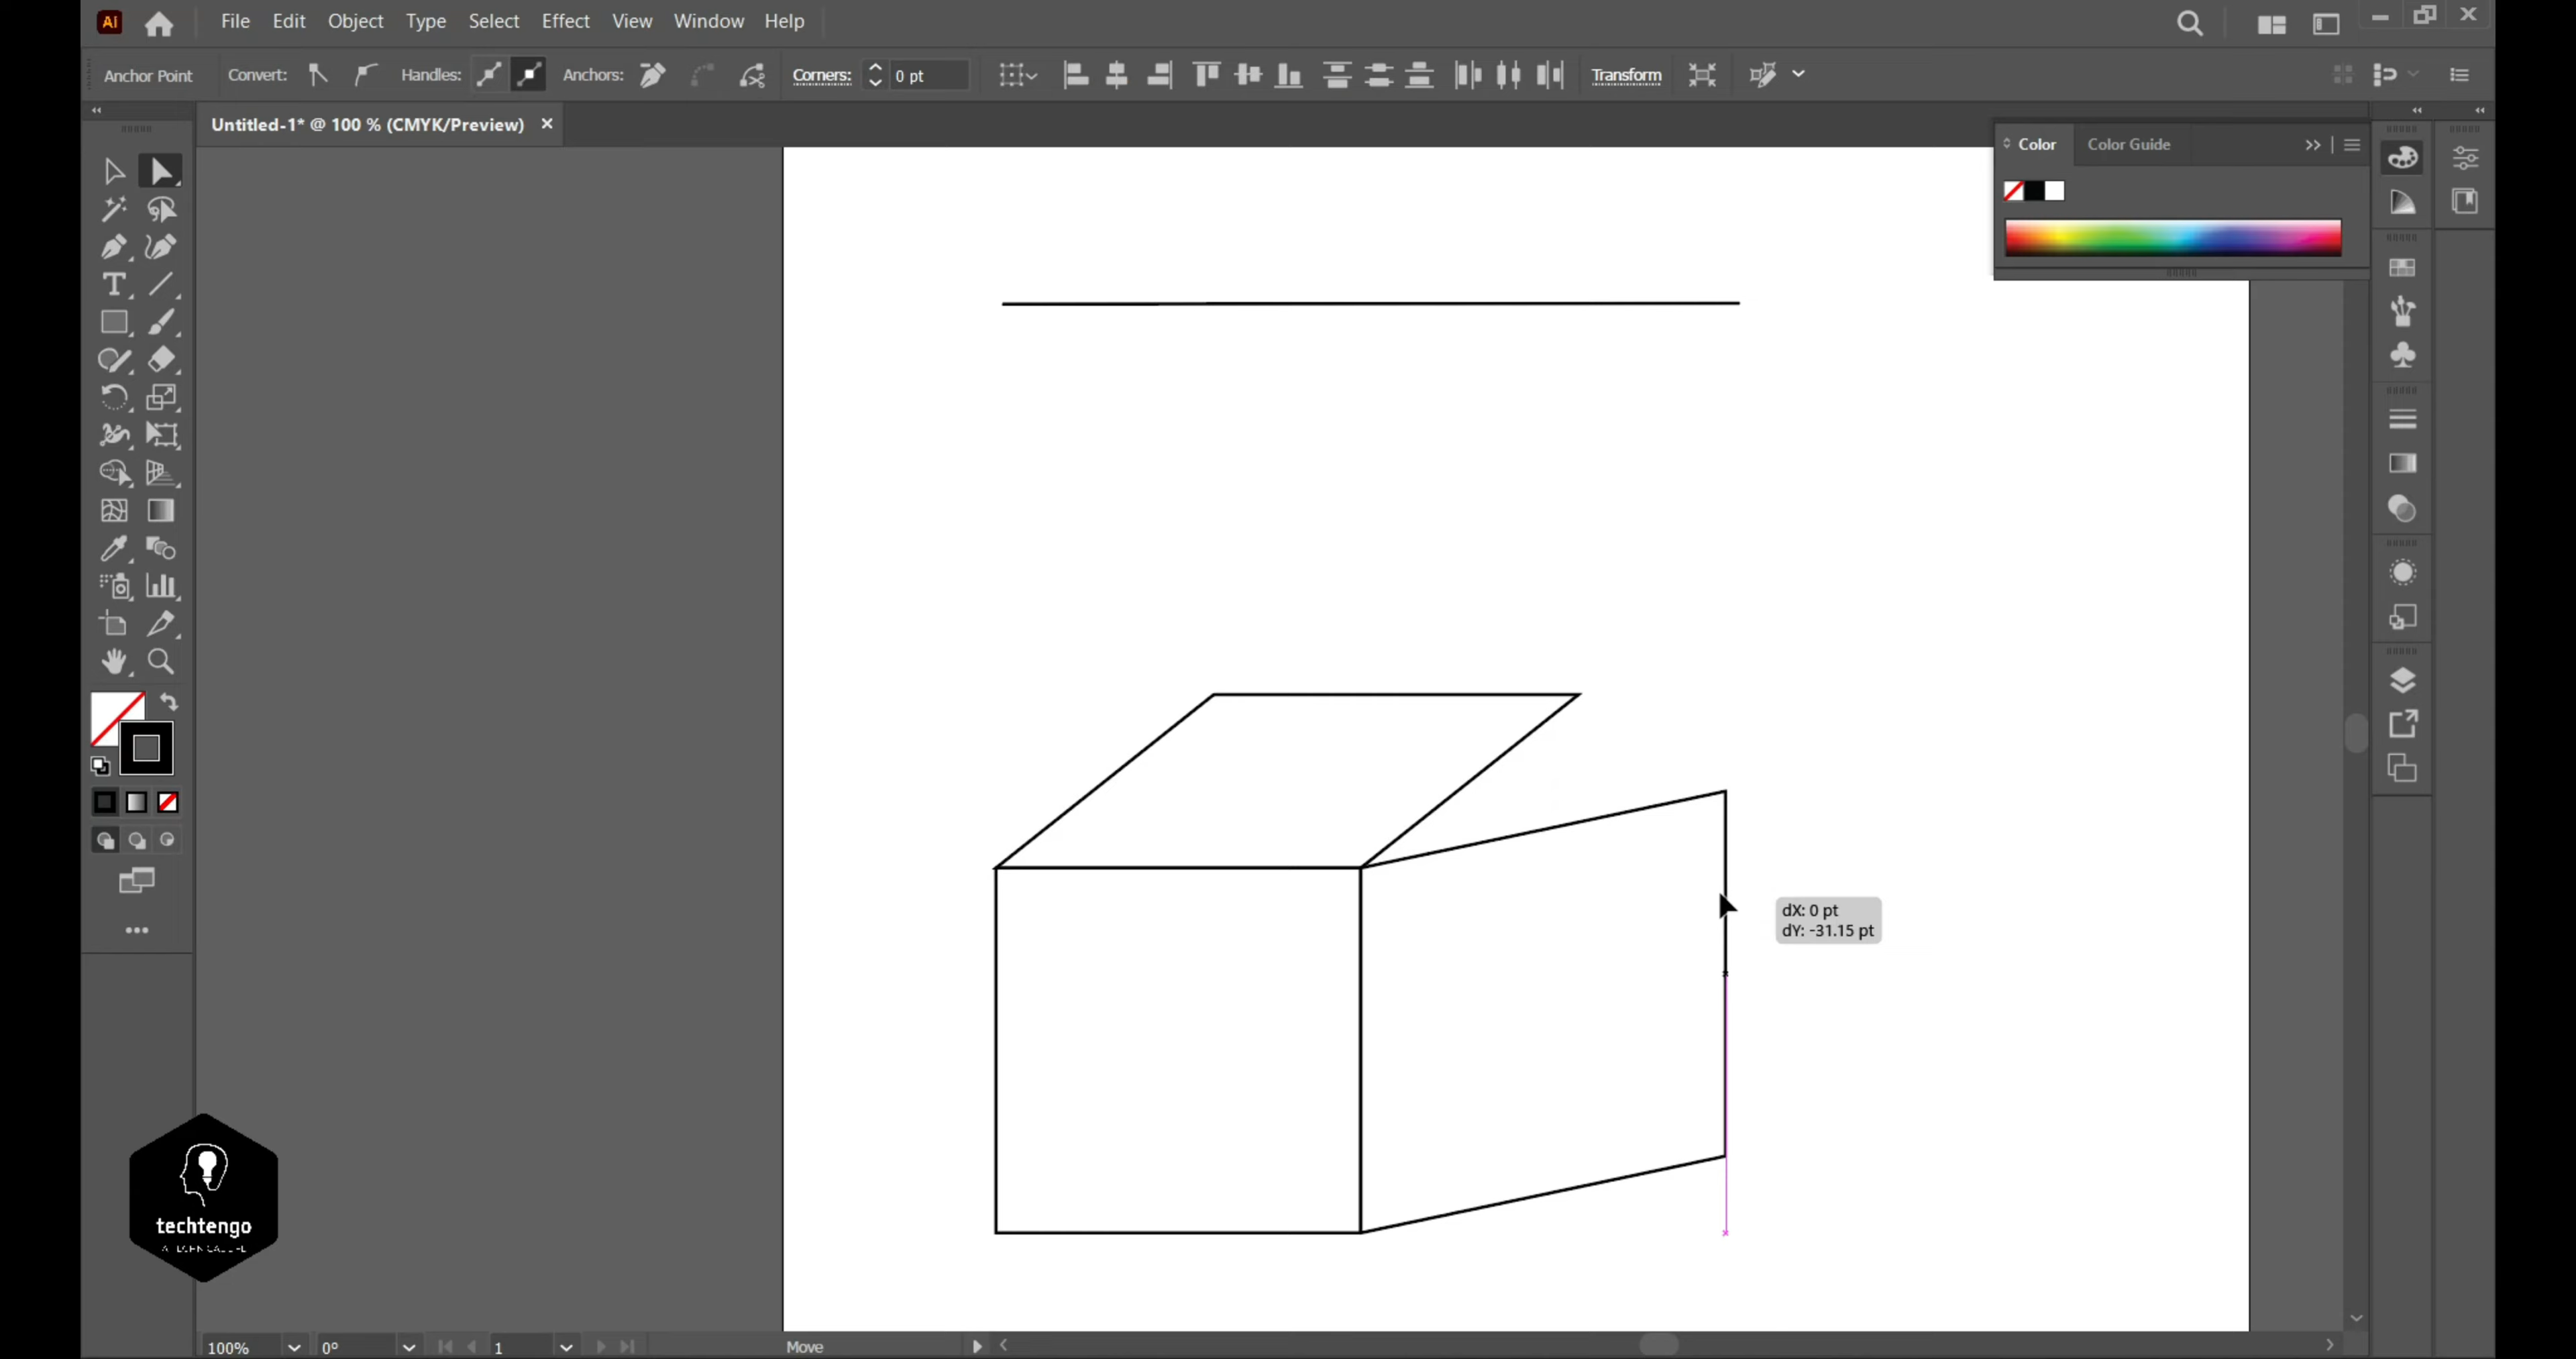 Ai File Edit Object Type Select Effect View Window Help
Anchor Point Convert: Handles: Anchors: Corners: 0 pt Transform
Untitled-1* @ 100 % (CMYK/Preview)
Color Color Guide
dX: 0 pt
dY: -31.15 pt
techtengo
100% 0° 1 Move